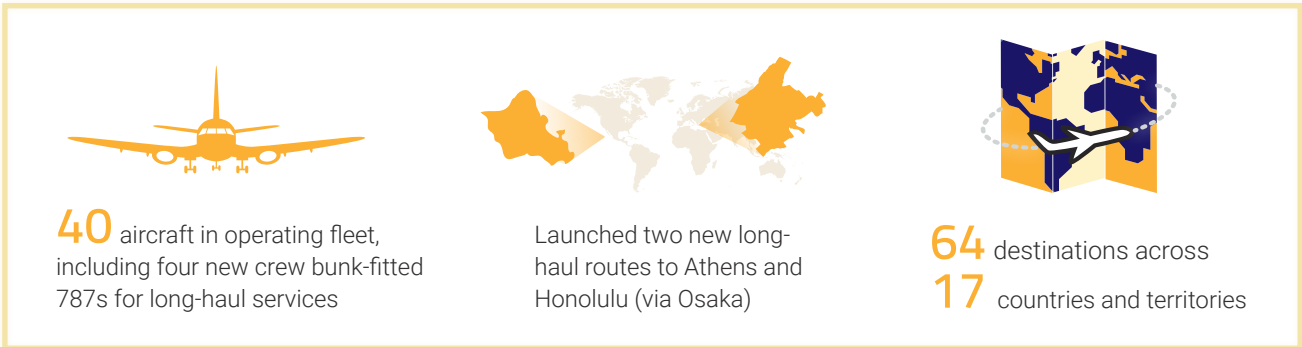 40 aircraft in operating fleet,
including four new crew bunk-fitted
787s for long-haul services
Launched two new long-
haul routes to Athens and
Honolulu (via Osaka)
64 destinations across
17 countries and territories